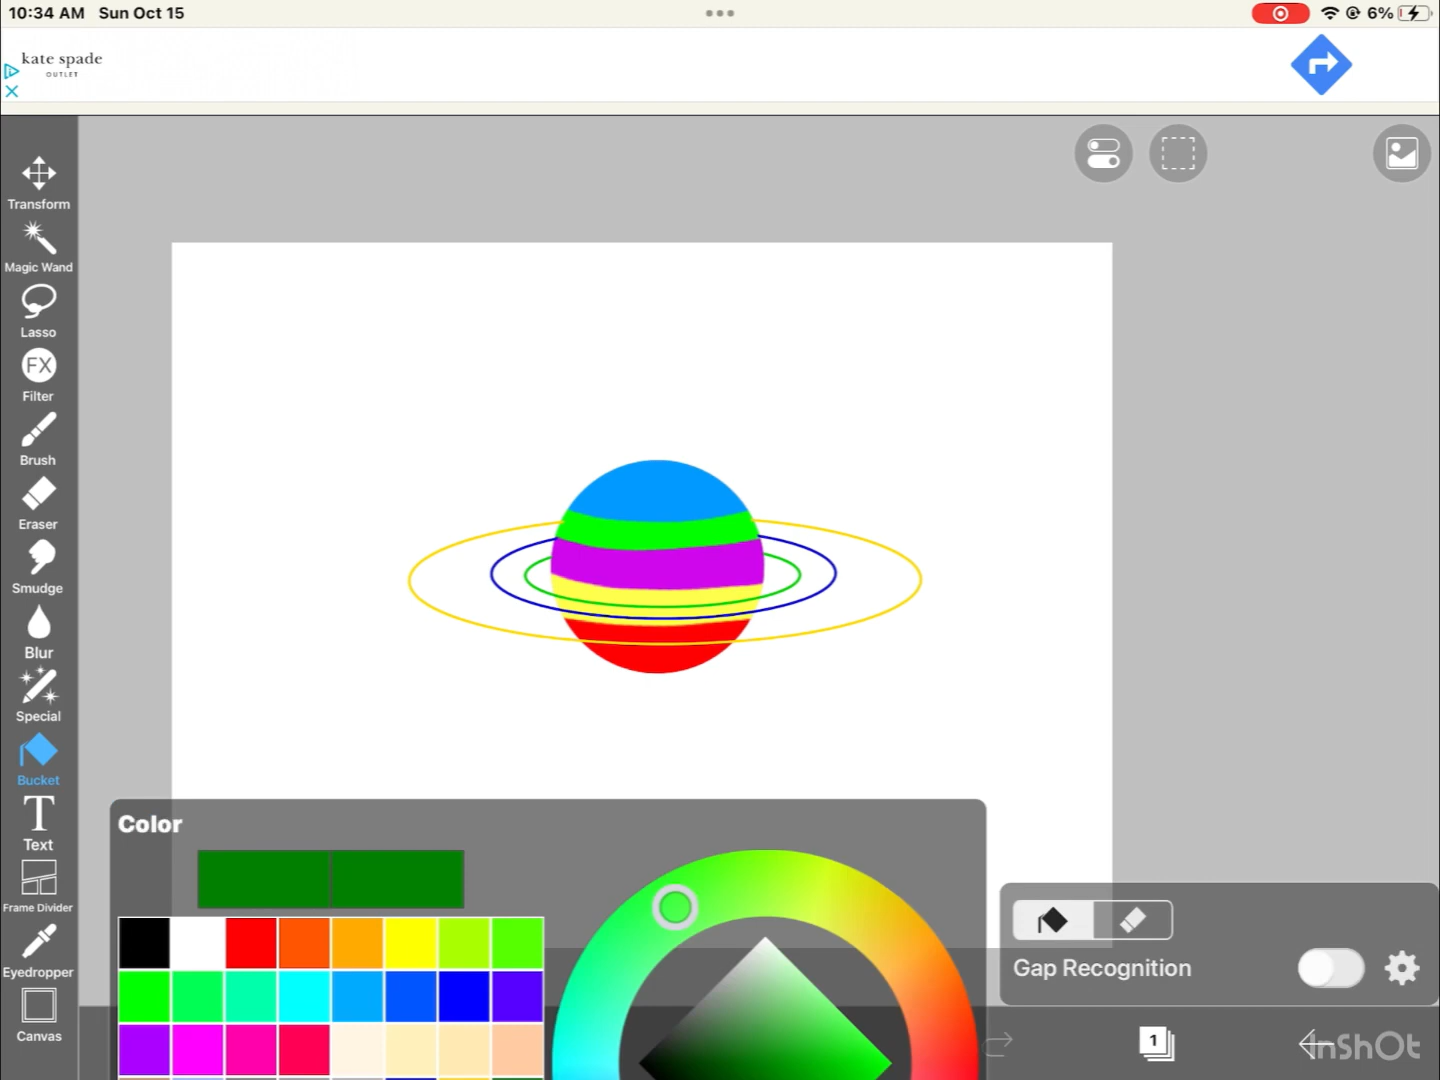 10:34 AM Sun Oct 15
6%
kate spade
OUTLET
Transform
Magic Wand
Lasso
FX
Filter
Brush
Eraser
Smudge
Blur
Special
Bucket
T
Text
Frame Divider
Eyedropper
Canvas
Color
Gap Recognition
1
InShOt